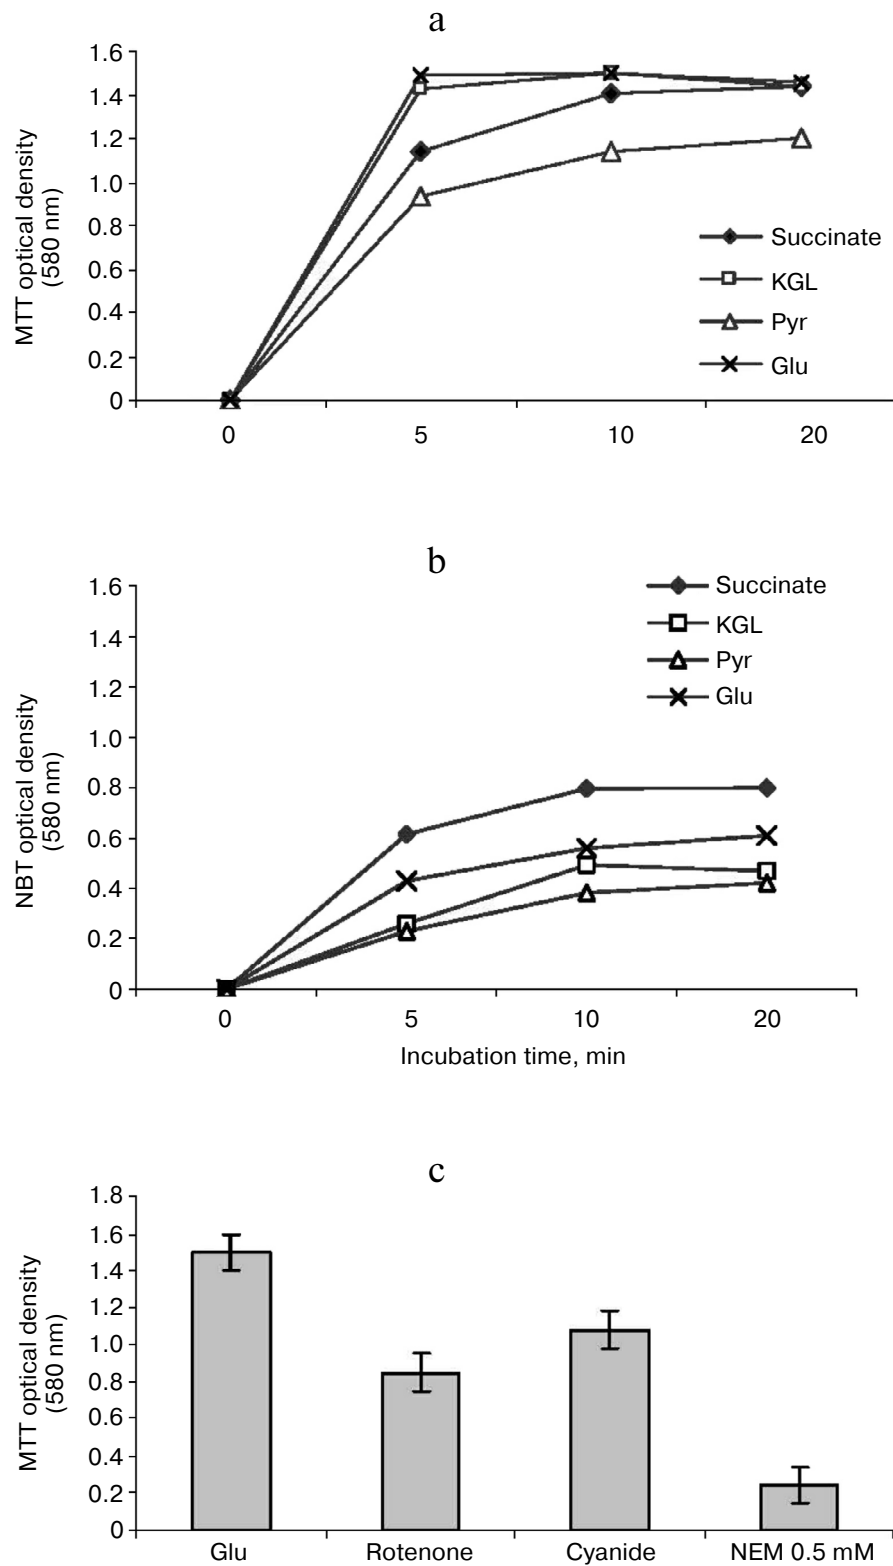 a
1.6
1.4
1.2
1.0
0.8
0.6
0.4
0.2
0
MTT optical density
(580 nm)
Succinate
KGL
Pyr
Glu
0 5 10 20
b
1.6
1.4
1.2
1.0
0.8
0.6
0.4
0.2
0
NBT optical density
(580 nm)
Succinate
KGL
Pyr
Glu
0 5 10 20
Incubation time, min
c
1.8
1.6
1.4
1.2
1.0
0.8
0.6
0.4
0.2
0
MTT optical density
(580 nm)
Glu Rotenone Cyanide NEM 0.5 mM